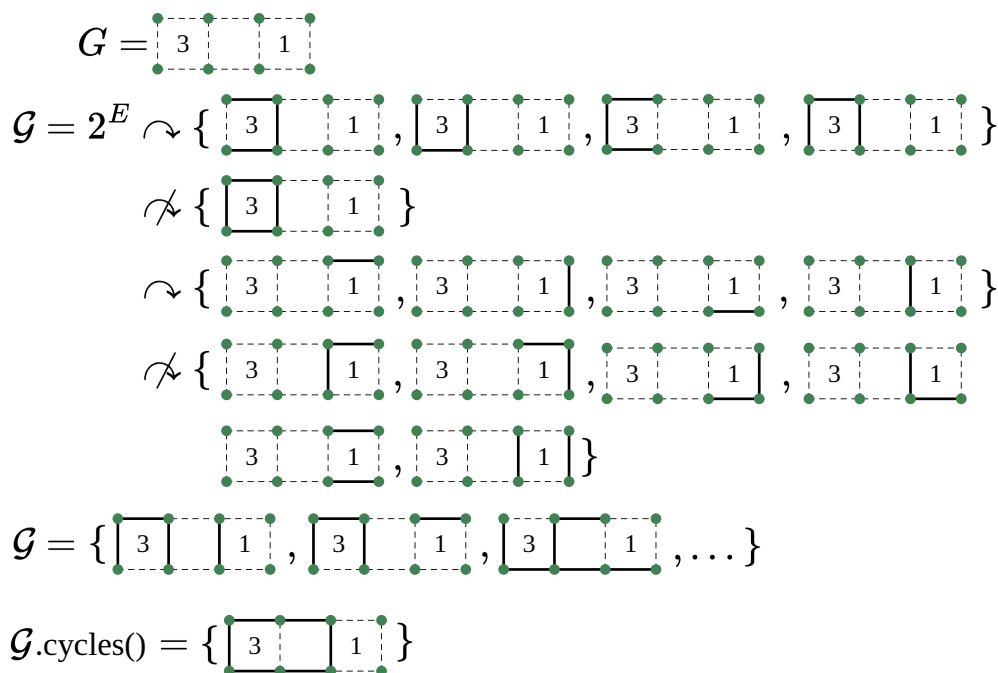 G = 3 1
𝓖 = 2^E ↷ { 3 1 , 3 1 , 3 1 , 3 1 }
↷̸ { 3 1 }
↷ { 3 1 , 3 1 , 3 1 , 3 1 }
↷̸ { 3 1 , 3 1 , 3 1 , 3 1
3 1 , 3 1 }
𝓖 = { 3 1 , 3 1 , 3 1 , ... }
𝓖.cycles() = { 3 1 }